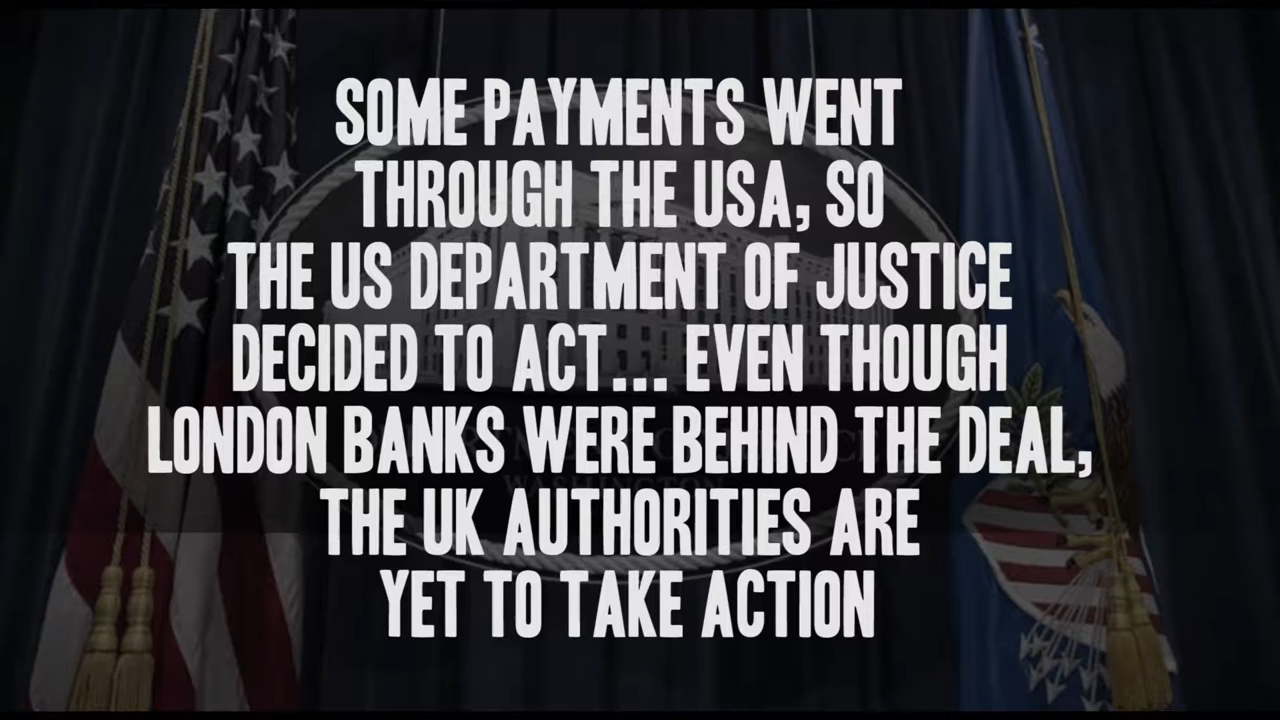 SOME PAYMENTS WENT
THROUGH THE USA, SO
THE US DEPARTMENT OF JUSTICE
DECIDED TO ACT... EVEN THOUGH
LONDON BANKS WERE BEHIND THE DEAL,
THE UK AUTHORITIES ARE
YET TO TAKE ACTION
WASHINGTON